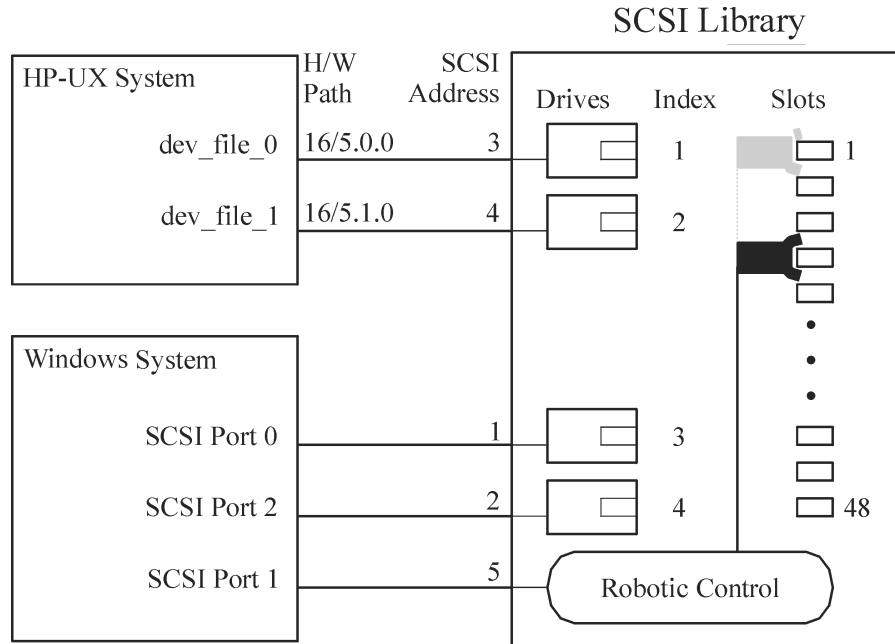 SCSI Library
HP-UX System
H/W Path
SCSI Address
Drives
Index
Slots
dev_file_0
16/5.0.0
3
1
1
dev_file_1
16/5.1.0
4
2
Windows System
SCSI Port 0
1
3
SCSI Port 2
2
4
48
SCSI Port 1
5
Robotic Control